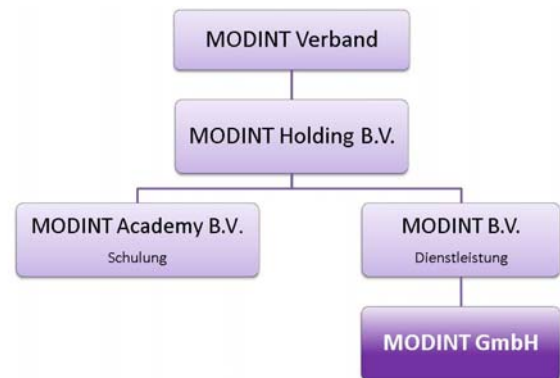 MODINT Verband
MODINT Holding B.V.
MODINT Academy B.V.
Schulung
MODINT B.V.
Dienstleistung
MODINT GmbH